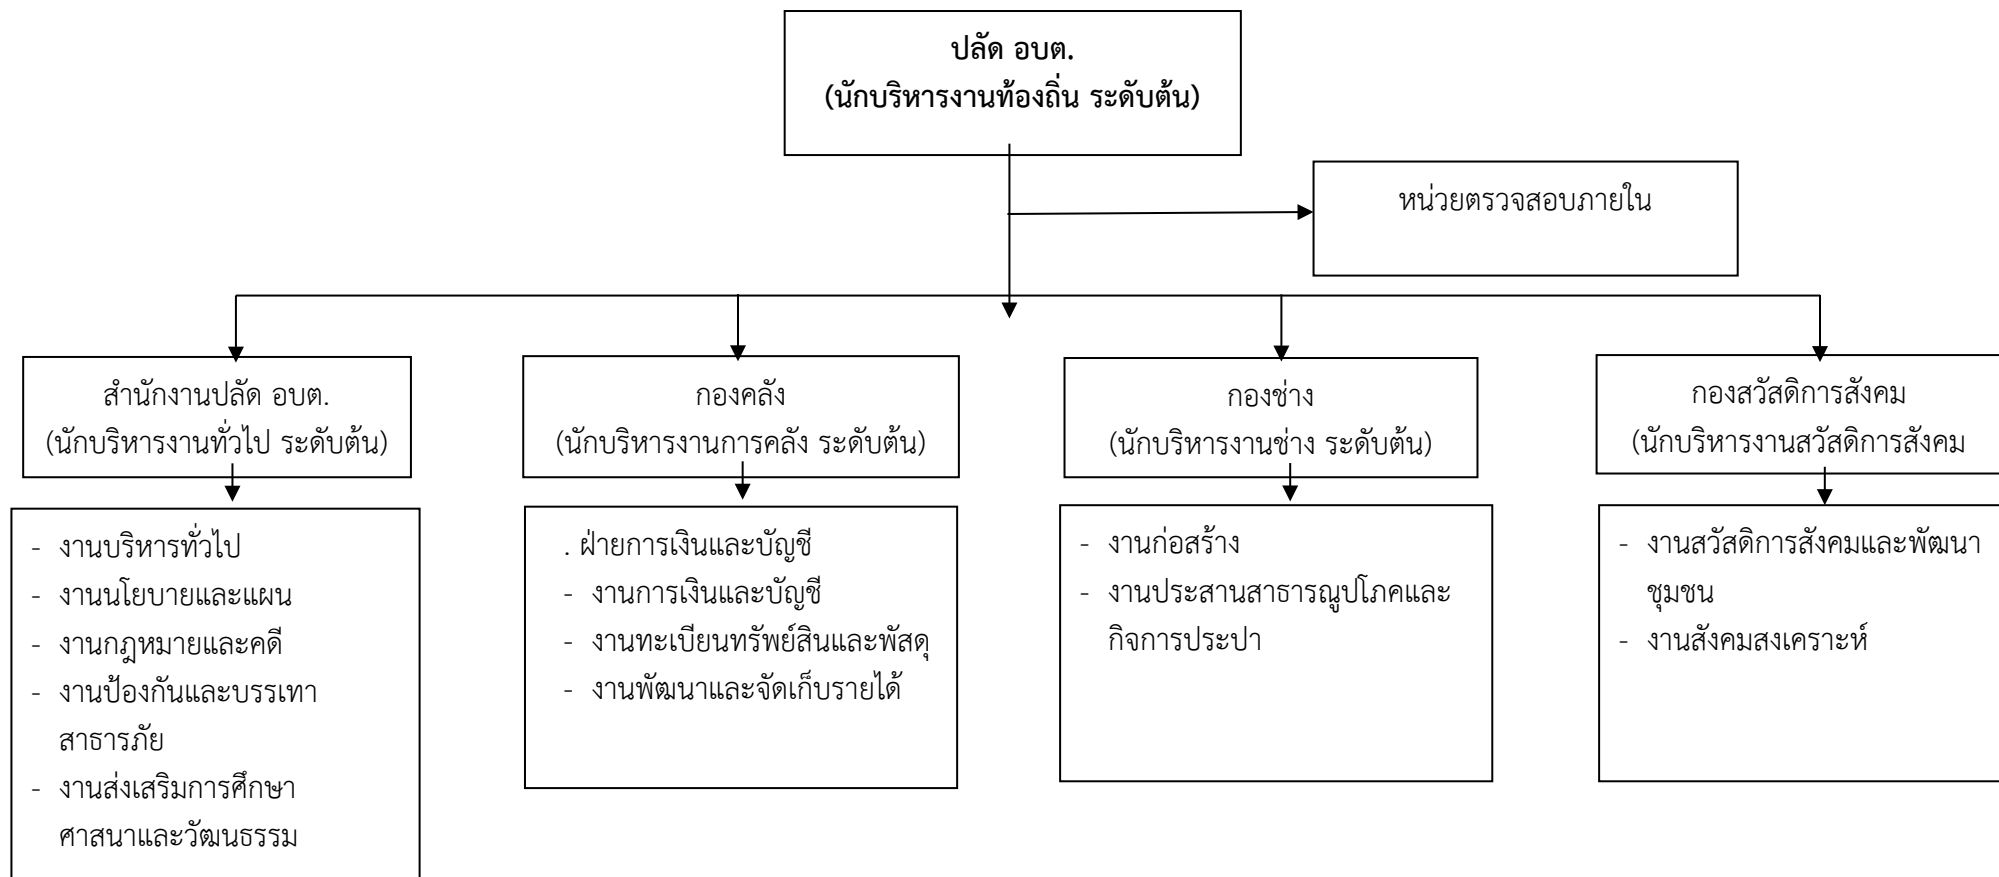 ปลัด อบต.
(นักบริหารงานท้องถิ่น ระดับต้น)
หน่วยตรวจสอบภายใน
สำนักงานปลัด อบต.
(นักบริหารงานทั่วไป ระดับต้น)
กองคลัง
(นักบริหารงานการคลัง ระดับต้น)
กองช่าง
(นักบริหารงานช่าง ระดับต้น)
กองสวัสดิการสังคม
(นักบริหารงานสวัสดิการสังคม
- งานบริหารทั่วไป
- งานนโยบายและแผน
- งานกฎหมายและคดี
- งานป้องกันและบรรเทา
สาธารภัย
- งานส่งเสริมการศึกษา
ศาสนาและวัฒนธรรม
. ฝ่ายการเงินและบัญชี
- งานการเงินและบัญชี
- งานทะเบียนทรัพย์สินและพัสดุ
- งานพัฒนาและจัดเก็บรายได้
- งานก่อสร้าง
- งานประสานสาธารณูปโภคและ
กิจการประปา
- งานสวัสดิการสังคมและพัฒนา
ชุมชน
- งานสังคมสงเคราะห์